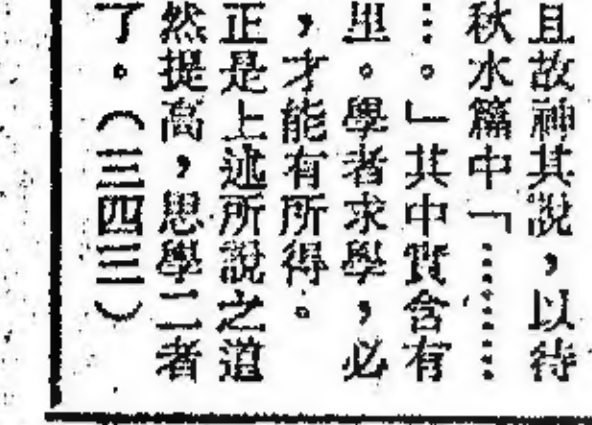 且故神其說，以待
秋水篇中「………
…。」其中實含有
里。學者求學，必
，才能有所得。
正是上述所說之道
然提高，思學二者
了。（三四三）